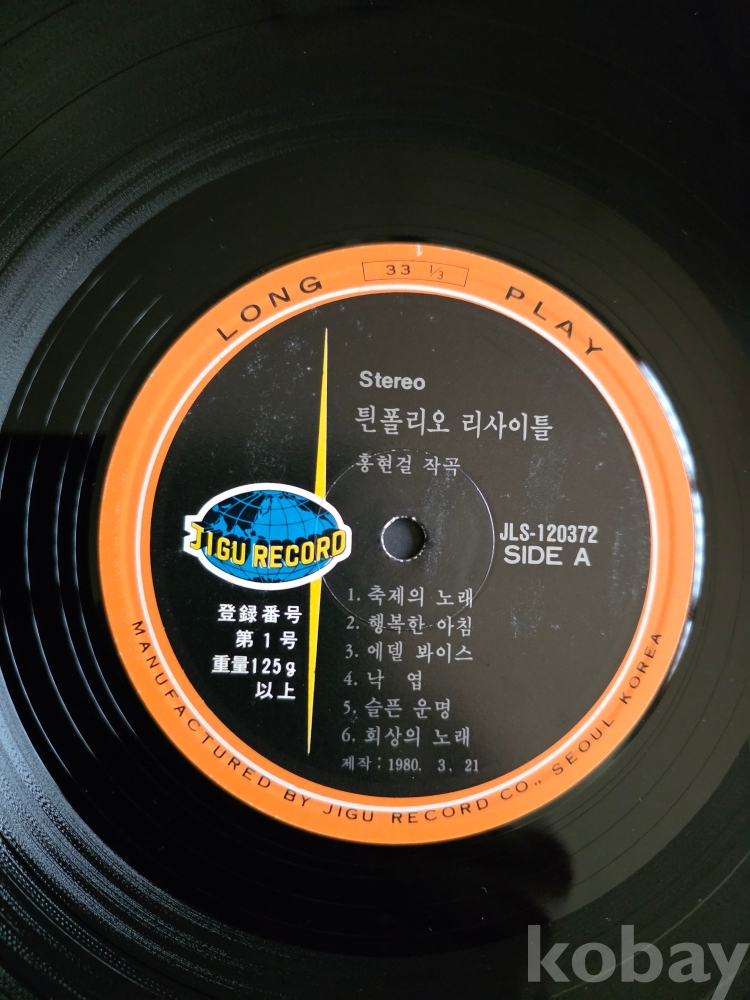 LONG PLAY
33 1/3
Stereo
튄폴리오 리사이틀
홍현걸 작곡
JIGU RECORD
JLS-120372
SIDE A
登録番号
第1号
重量125g
以上
1. 축제의 노래
2. 행복한 아침
3. 에델 봐이스
4. 낙 엽
5. 슬픈 운명
6. 회상의 노래
제작 : 1980. 3. 21
MANUFACTURED BY JIGU RECORD CO., SEOUL KOREA
kobay